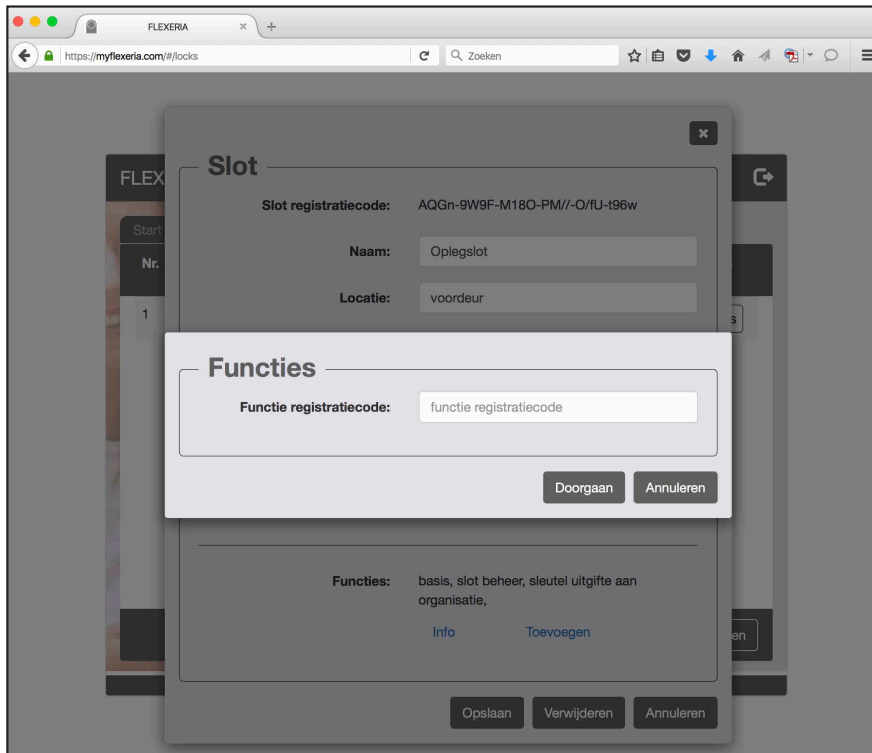 FLEXERIA
https://myflexeria.com/#/locks
Zoeken
FLEX
Start
Nr.
1
s
Slot
Slot registratiecode: AQGn-9W9F-M18O-PM//-O/fU-t96w
Naam: Oplegslot
Locatie: voordeur
Functies
Functie registratiecode: functie registratiecode
Doorgaan Annuleren
Functies: basis, slot beheer, sleutel uitgifte aan
organisatie,
Info Toevoegen
en
Opslaan Verwijderen Annuleren